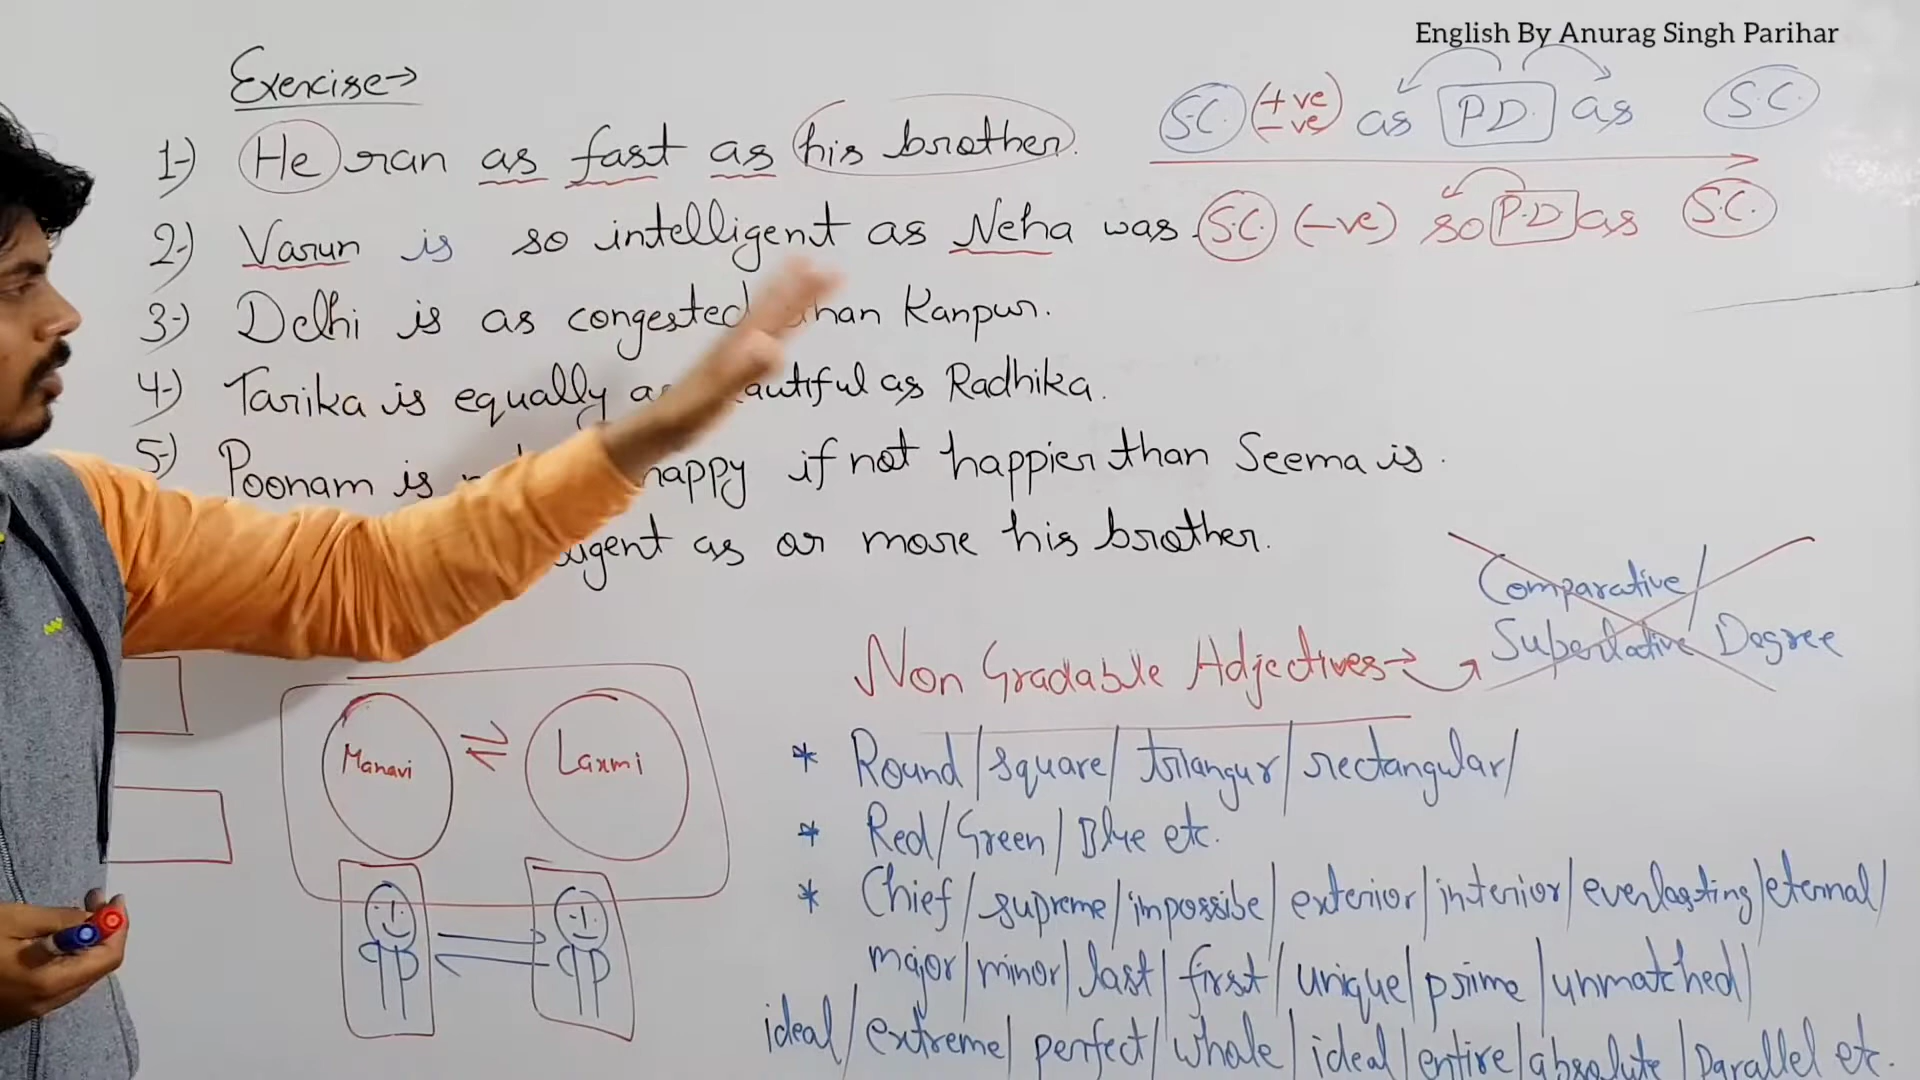 English By Anurag Singh Parihar
Exercise→
1-) He ran as fast as his brother.
S.C. (+ve -ve) as P.D. as S.C.
2-) Varun is so intelligent as Neha was.
S.C. (-ve) so P.D as S.C.
3-) Delhi is as congested than Kanpur.
4-) Tarika is equally as autiful as Radhika.
5-) Poonam is happy if not happier than Seema is.
ligent as or more his brother.
Comparative/
Superlative Degree
Non Gradable Adjectives→
* Round/square/triangur/rectangular/
* Red/Green/Blue etc.
* Chief/supreme/impossibe/exterior/interior/everlasting/eternal/
major/minor/last/first/unique/prime/unmatched/
ideal/extreme/perfect/whole/ideal/entire/absolute/parallel etc.
Manavi ⇌ Laxmi